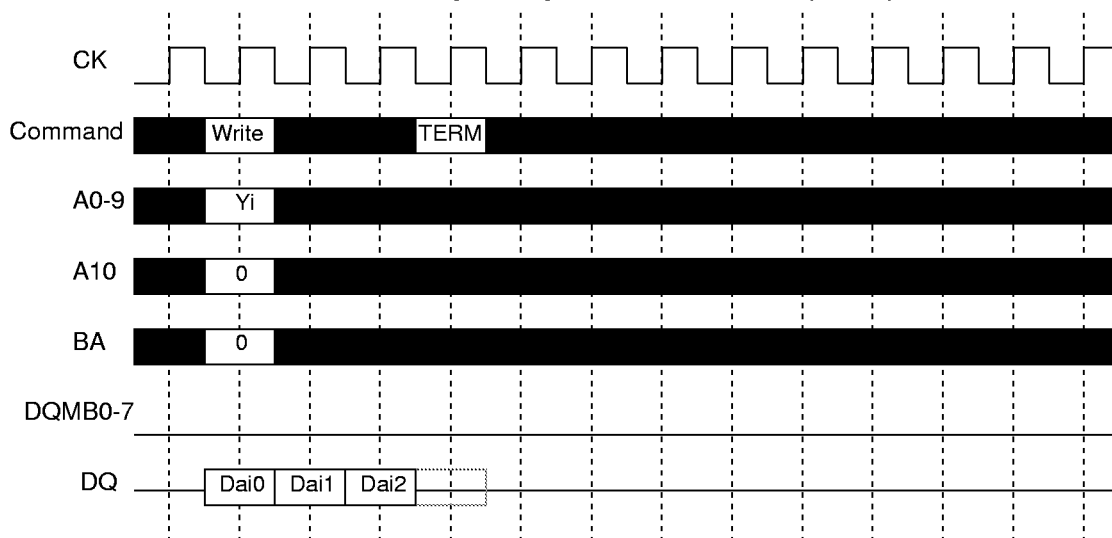 CK
Command Write TERM
A0-9 Yi
A10 0
BA 0
DQMB0-7
DQ Dai0 Dai1 Dai2